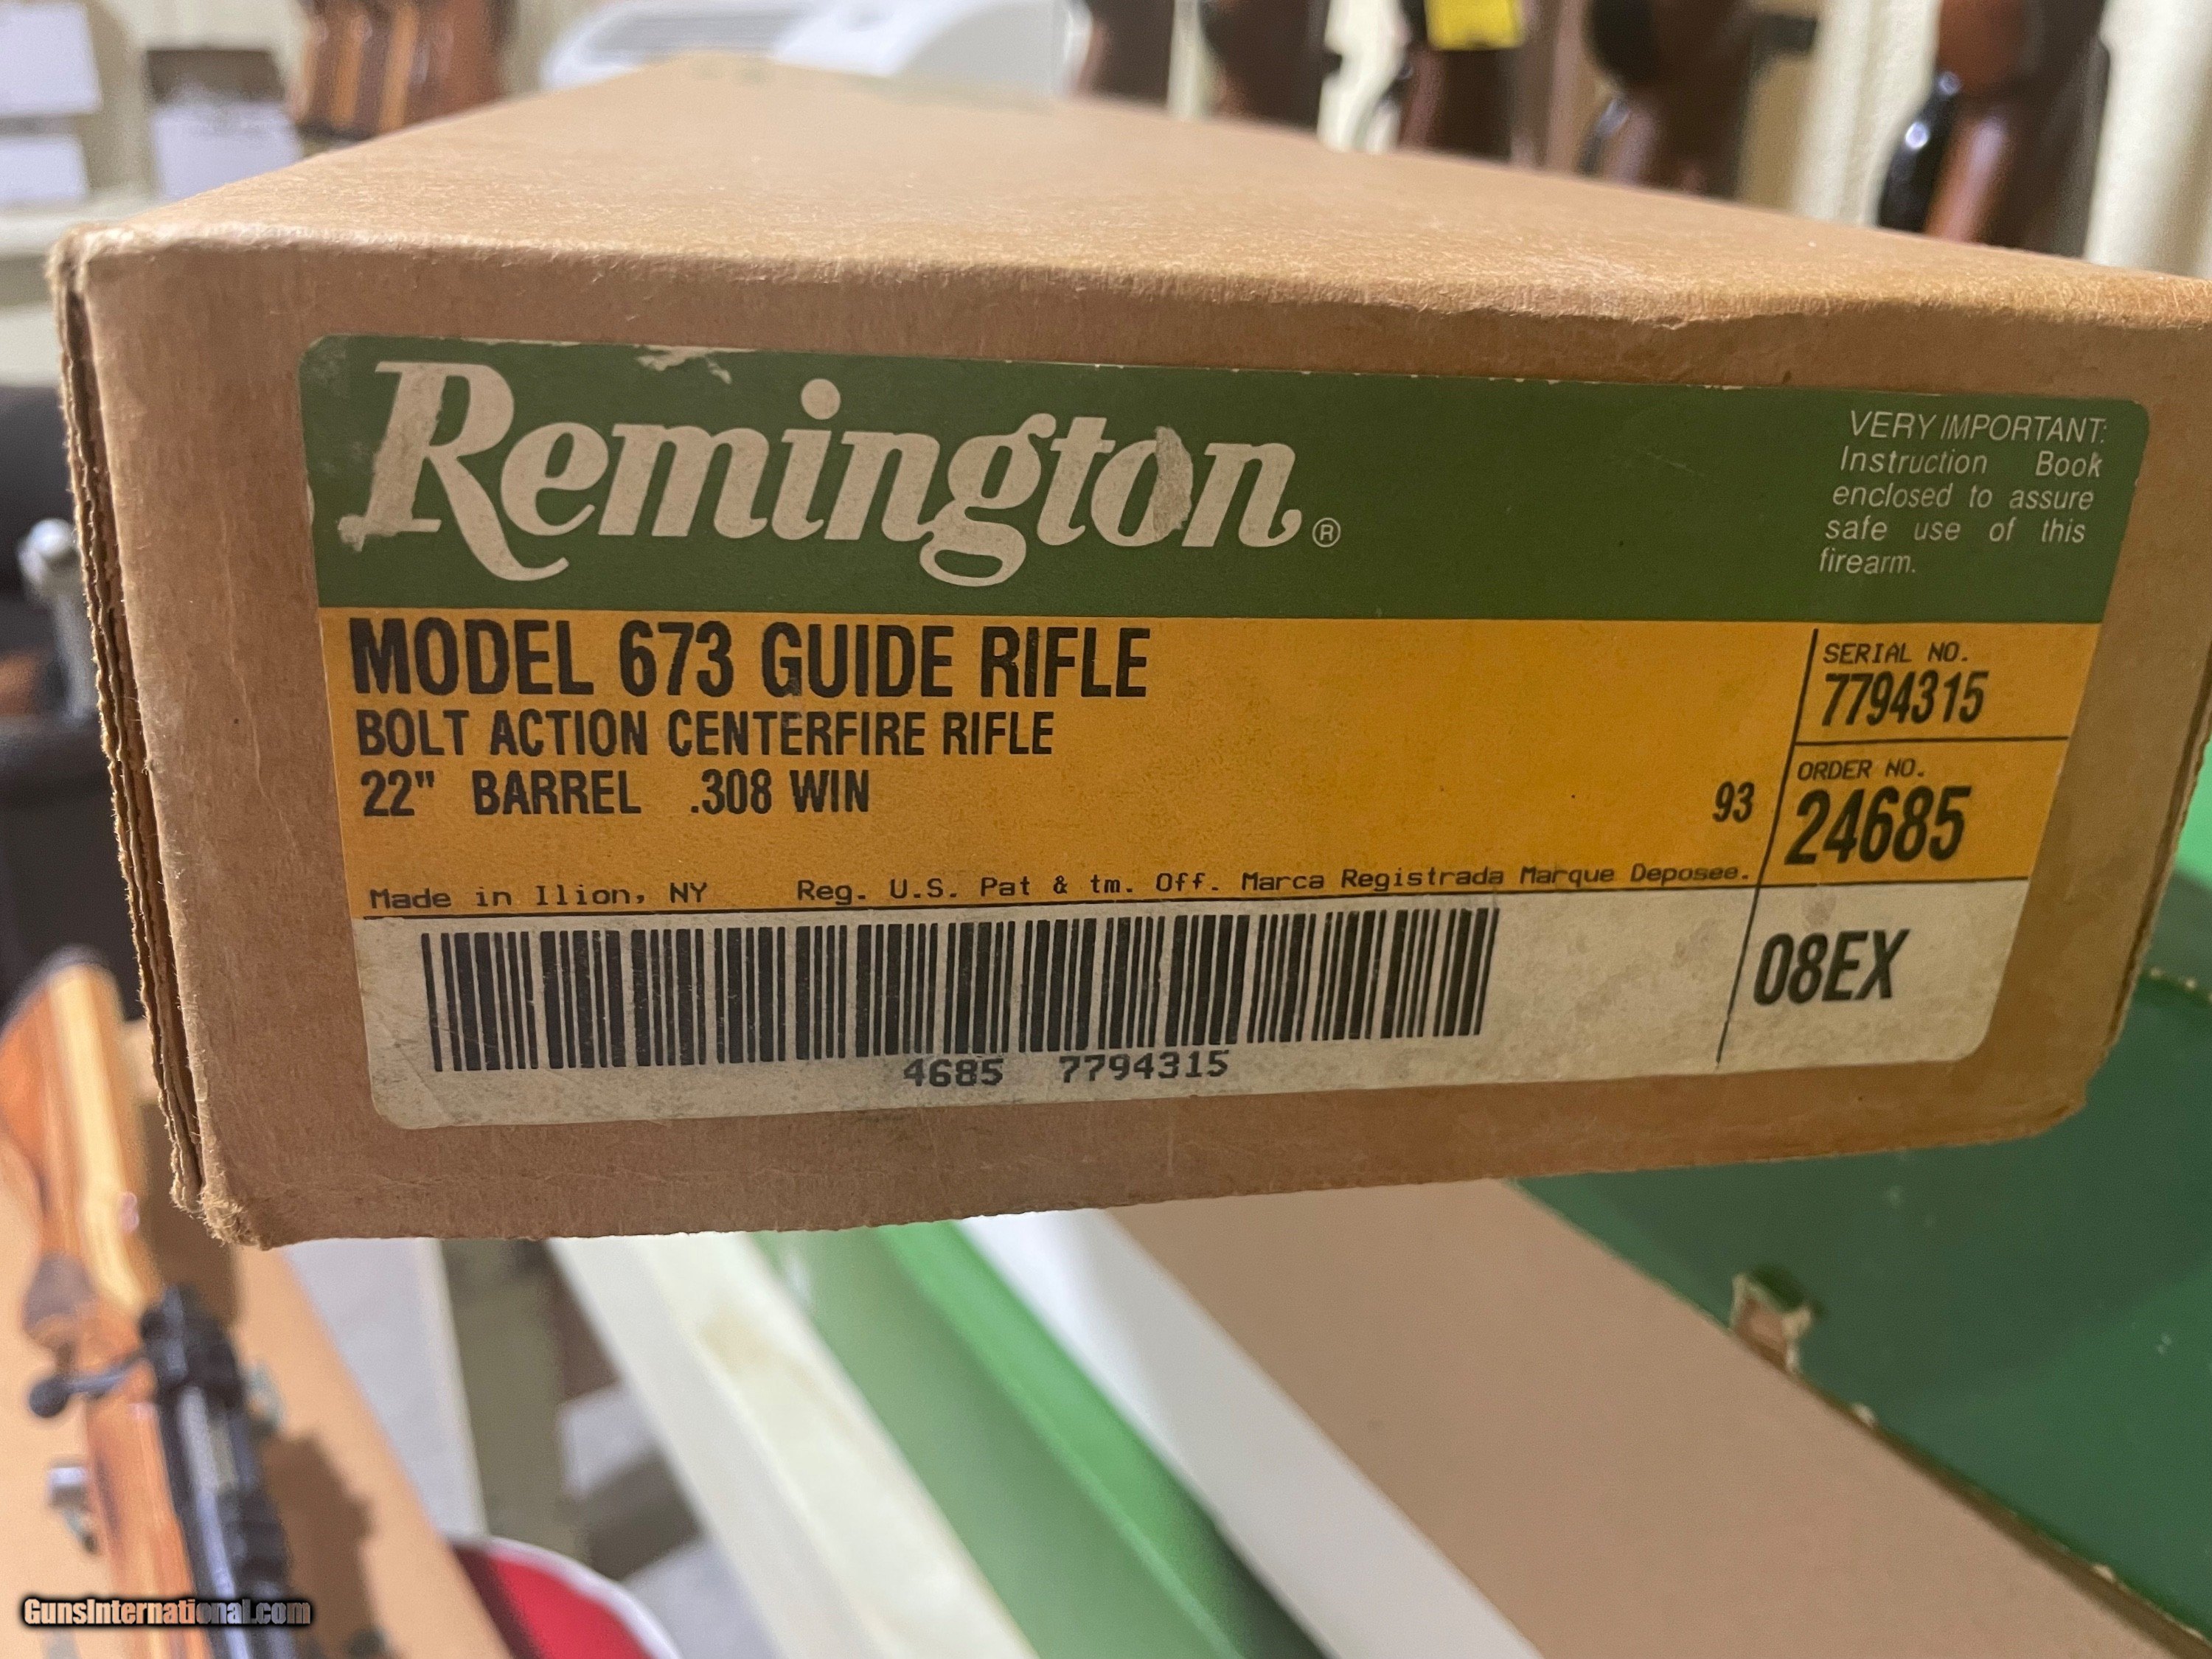 Remington®
VERY IMPORTANT:
Instruction Book
enclosed to assure
safe use of this
firearm.
MODEL 673 GUIDE RIFLE
BOLT ACTION CENTERFIRE RIFLE
22" BARREL .308 WIN
93
SERIAL NO.
7794315
ORDER NO.
24685
Made in Ilion, NY Reg. U.S. Pat & tm. Off. Marca Registrada Marque Deposee.
08EX
4685 7794315
GunsInternational.com